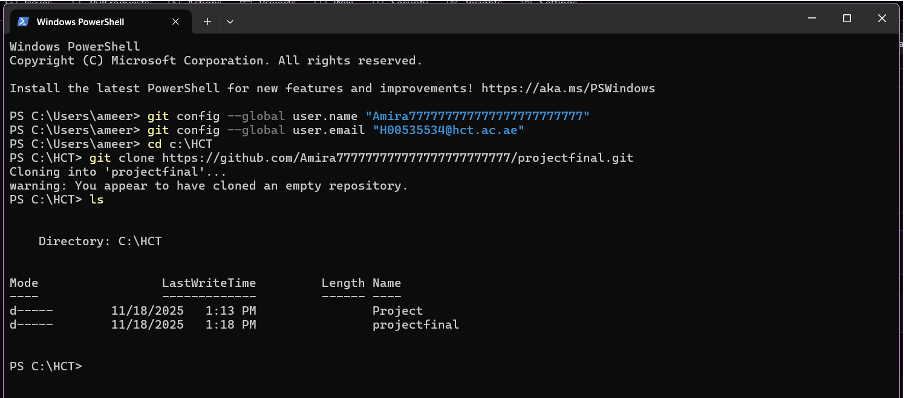 Windows PowerShell
Windows PowerShell
Copyright (C) Microsoft Corporation. All rights reserved.
Install the latest PowerShell for new features and improvements! https://aka.ms/PSWindows
PS C:\Users\ameer> git config --global user.name "Amira777777777777777777777777777"
PS C:\Users\ameer> git config --global user.email "H00535534@hct.ac.ae"
PS C:\Users\ameer> cd c:\HCT
PS C:\HCT> git clone https://github.com/Amira777777777777777777777777777/projectfinal.git
Cloning into 'projectfinal'...
warning: You appear to have cloned an empty repository.
PS C:\HCT> ls
Directory: C:\HCT
Mode LastWriteTime Length Name
---- ------------- ------ ----
d----- 11/18/2025 1:13 PM Project
d----- 11/18/2025 1:18 PM projectfinal
PS C:\HCT>